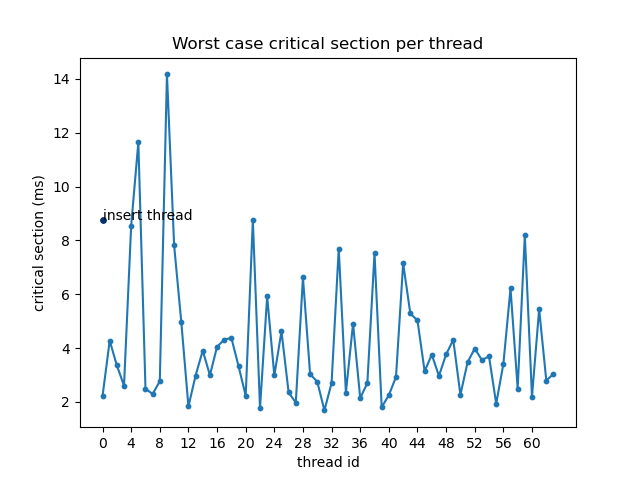 Worst case critical section per thread
14
12
10
8
6
4
2
critical section (ms)
insert thread
0 4 8 12 16 20 24 28 32 36 40 44 48 52 56 60
thread id